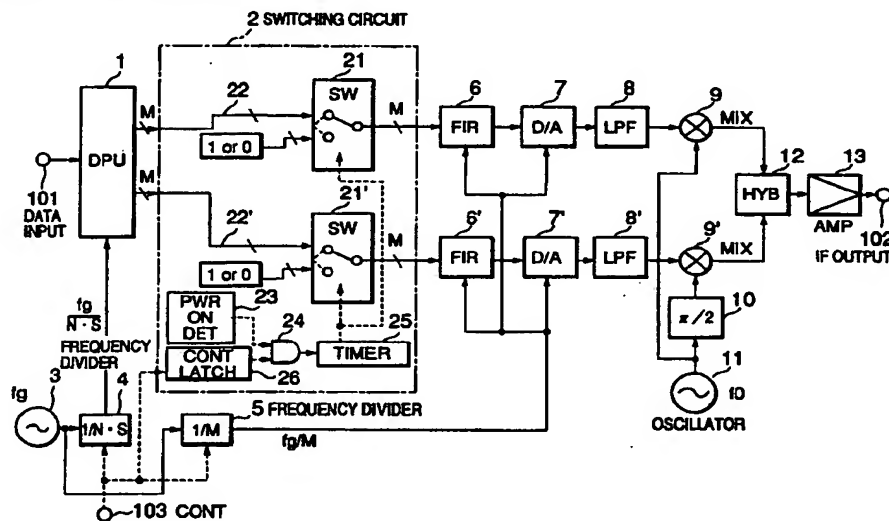 2 SWITCHING CIRCUIT
1
DPU
M
M
101
DATA
INPUT
22
1 or 0
21
SW
M
22'
1 or 0
21'
SW
M
23
PWR
ON
DET
24
25
TIMER
CONT
LATCH
26
fg
N · S
FREQUENCY
DIVIDER
3
fg
4
1/N · S
5 FREQUENCY DIVIDER
1/M
fg/M
103 CONT
6
FIR
7
D/A
8
LPF
9
MIX
6'
FIR
7'
D/A
8'
LPF
9'
MIX
12
HYB
13
AMP
102
IF OUTPUT
π/2
10
11
f0
OSCILLATOR